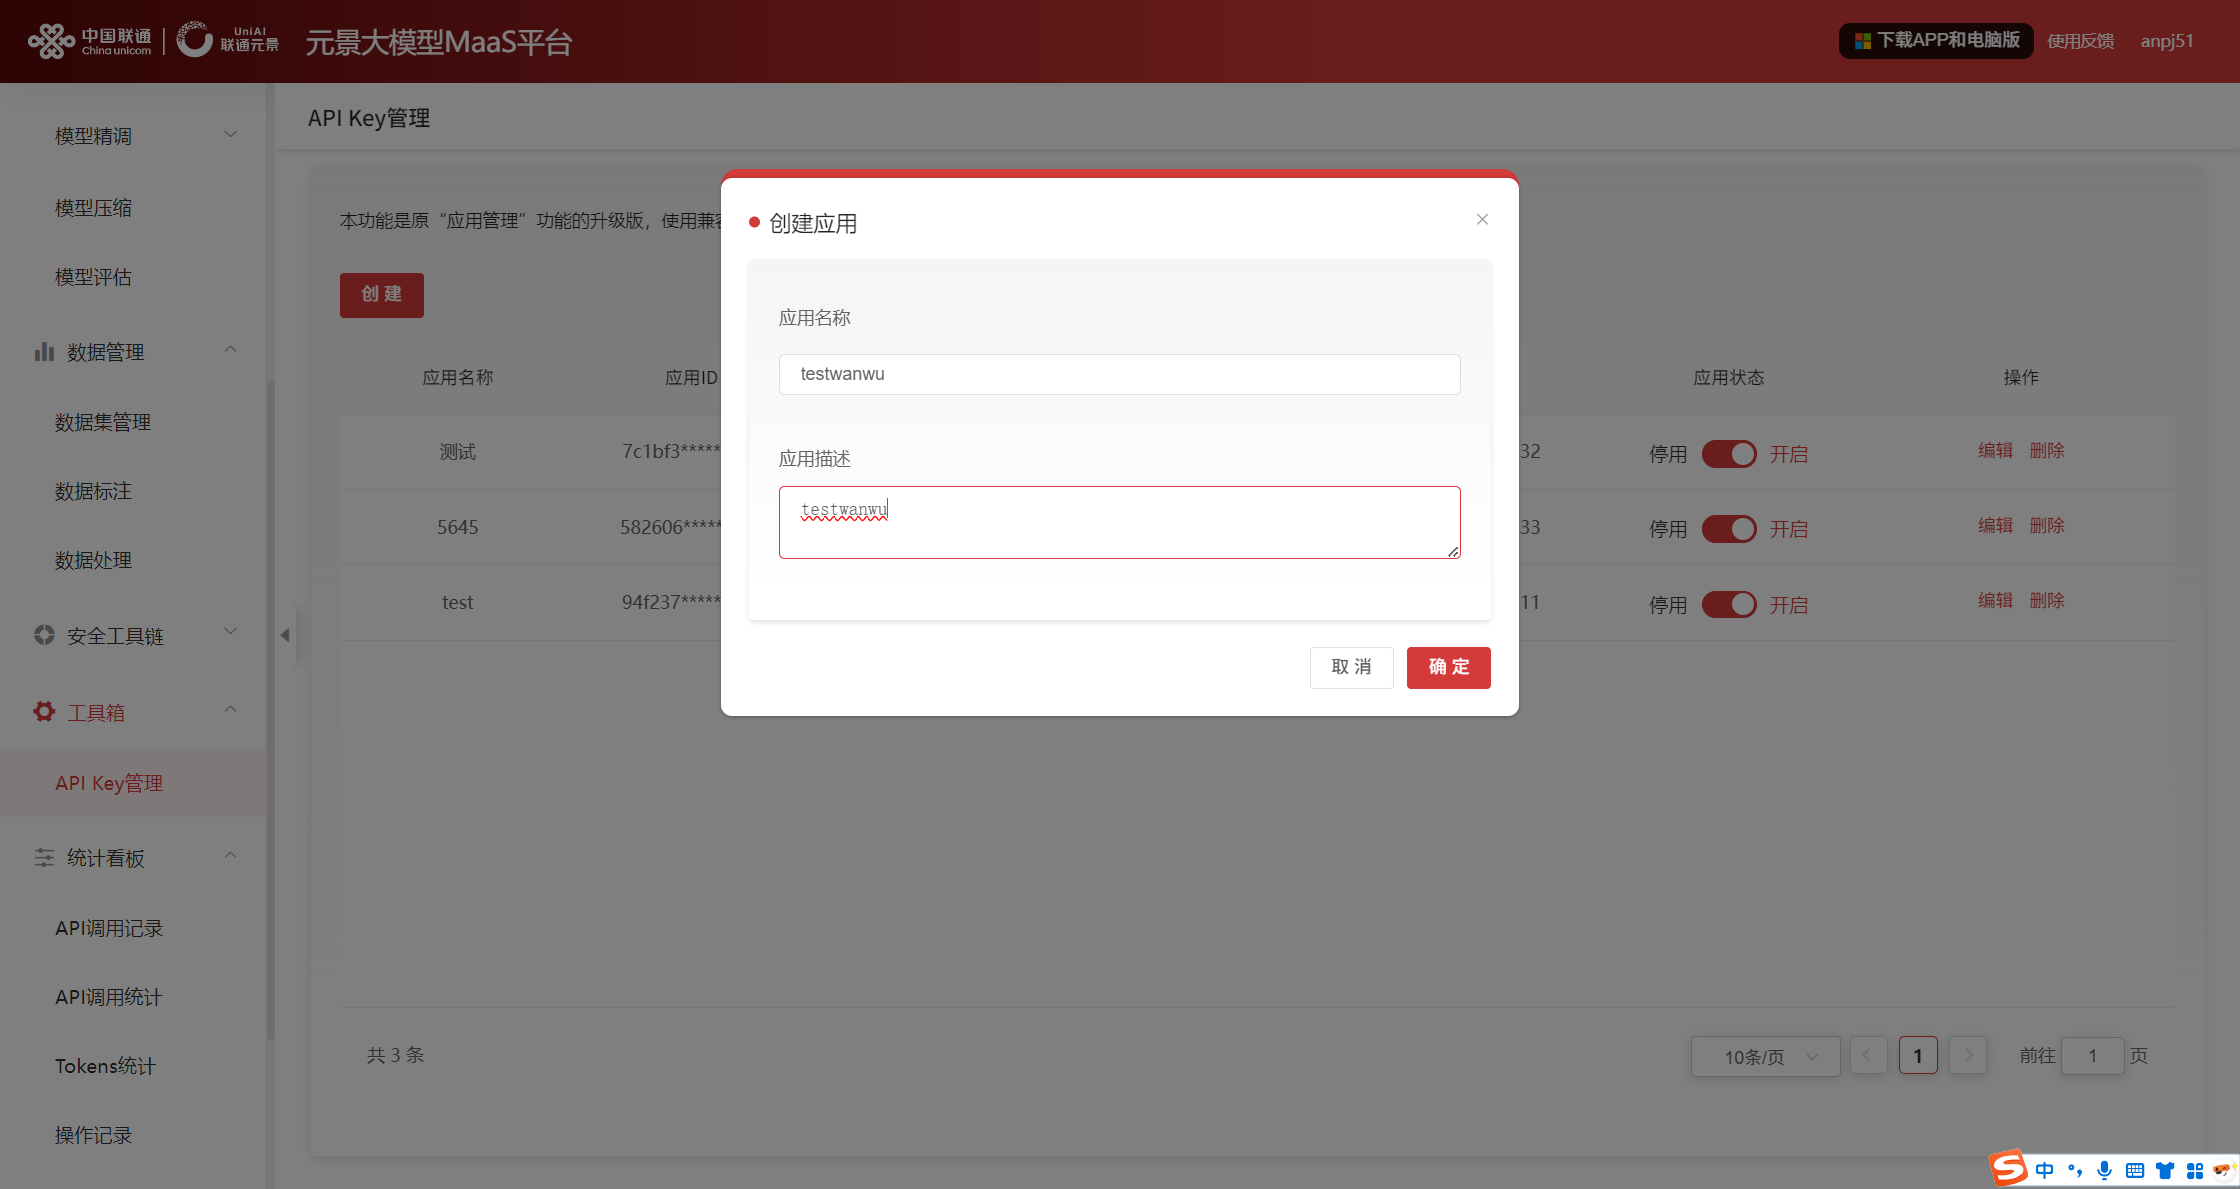 中国联通
China unicom
UniAI
联通元景
元景大模型MaaS平台
下载APP和电脑版
使用反馈
anpj51
模型精调
模型压缩
模型评估
数据管理
数据集管理
数据标注
数据处理
安全工具链
工具箱
API Key管理
统计看板
API调用记录
API调用统计
Tokens统计
操作记录
API Key管理
本功能是原“应用管理”功能的升级版，使用兼容
创 建
应用名称
应用ID
应用状态
操作
测试
7c1bf3*****
32
停用
开启
编辑
删除
5645
582606*****
33
停用
开启
编辑
删除
test
94f237*****
11
停用
开启
编辑
删除
共 3 条
10条/页
1
前往
1
页
创建应用
应用名称
testwanwu
应用描述
testwanwu
取 消
确 定
中